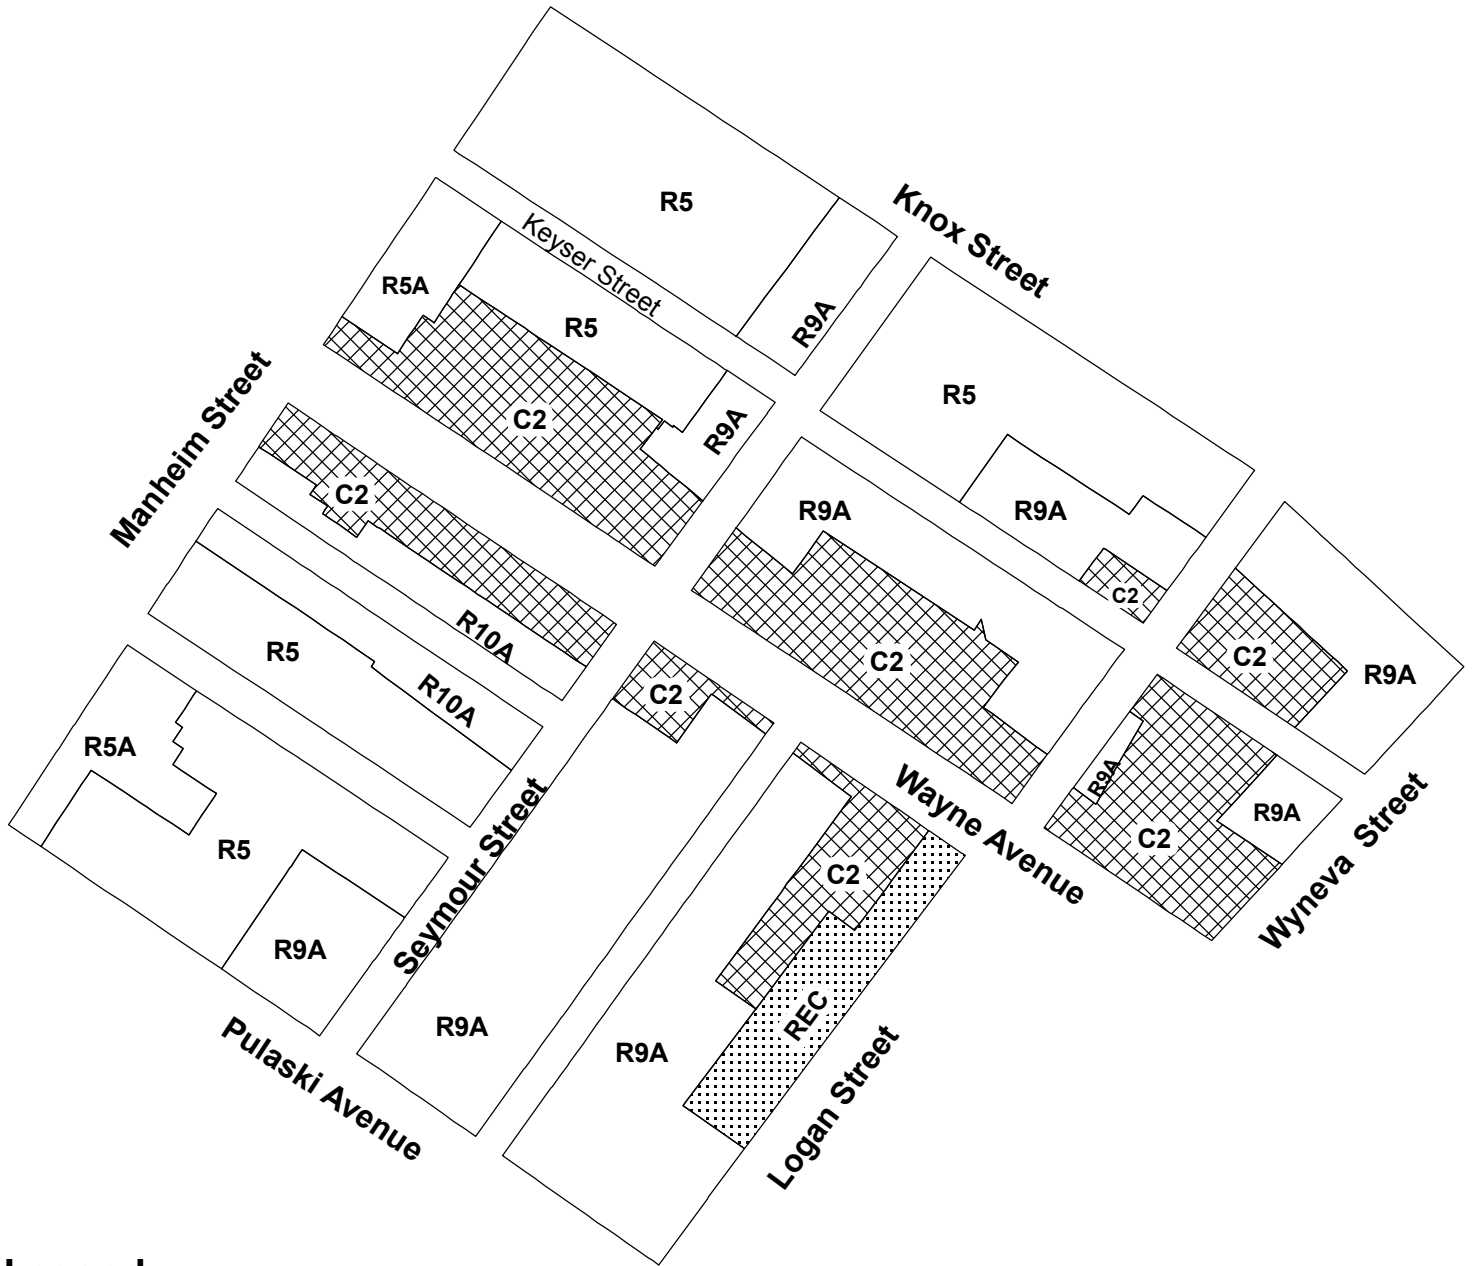 R5
Knox Street
Keyser Street
R5A
R9A
R5
R5
C2
R9A
Manheim Street
C2
R9A
R9A
C2
R10A
R5
C2
C2
R9A
C2
R10A
R5A
R9A
R9A
Wayne Avenue
C2
R5
C2
Seymour Street
Wyneva Street
R9A
REC
R9A
R9A
Pulaski Avenue
Logan Street